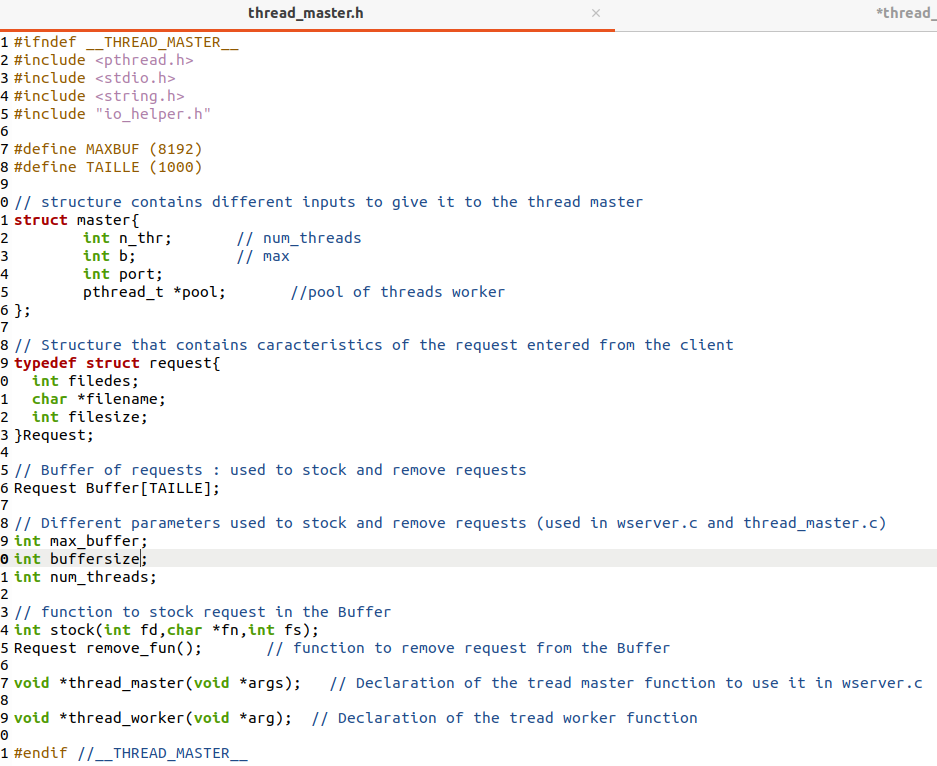 thread_master.h × *thread_
1 #ifndef __THREAD_MASTER__
2 #include <pthread.h>
3 #include <stdio.h>
4 #include <string.h>
5 #include "io_helper.h"
6
7 #define MAXBUF (8192)
8 #define TAILLE (1000)
9
0 // structure contains different inputs to give it to the thread master
1 struct master{
2 int n_thr; // num_threads
3 int b; // max
4 int port;
5 pthread_t *pool; //pool of threads worker
6 };
7
8 // Structure that contains caracteristics of the request entered from the client
9 typedef struct request{
0 int filedes;
1 char *filename;
2 int filesize;
3 }Request;
4
5 // Buffer of requests : used to stock and remove requests
6 Request Buffer[TAILLE];
7
8 // Different parameters used to stock and remove requests (used in wserver.c and thread_master.c)
9 int max_buffer;
0 int buffersize;
1 int num_threads;
2
3 // function to stock request in the Buffer
4 int stock(int fd,char *fn,int fs);
5 Request remove_fun(); // function to remove request from the Buffer
6
7 void *thread_master(void *args); // Declaration of the tread master function to use it in wserver.c
8
9 void *thread_worker(void *arg); // Declaration of the tread worker function
0
1 #endif //__THREAD_MASTER__